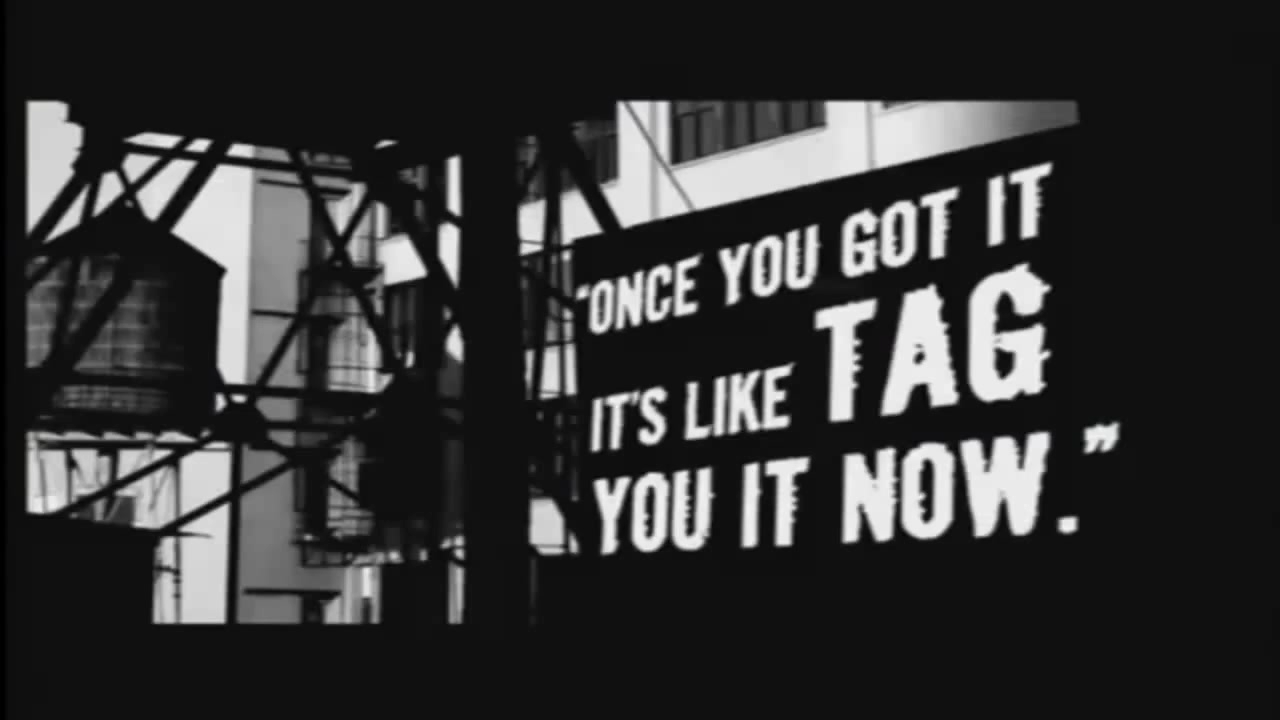 “ONCE YOU GOT IT
IT'S LIKE TAG
YOU IT NOW.”